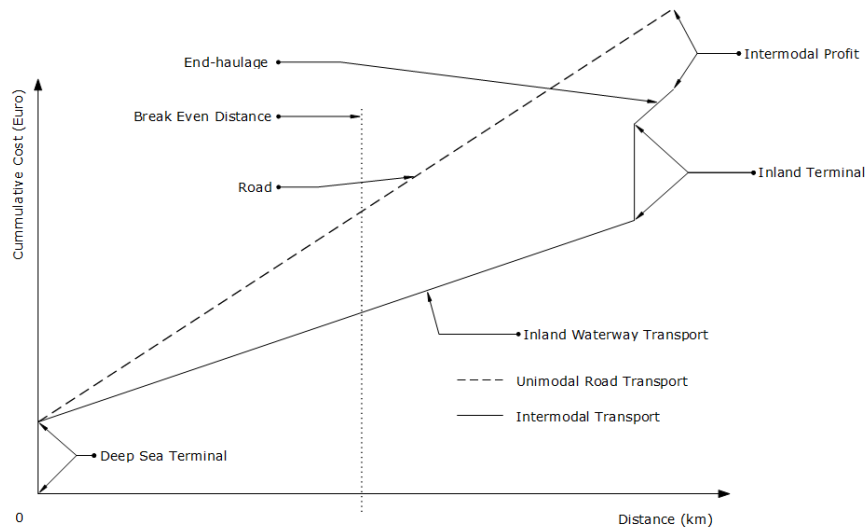 End-haulage
Intermodal Profit
Break Even Distance
Road
Inland Terminal
Cummulative Cost (Euro)
Inland Waterway Transport
Unimodal Road Transport
Intermodal Transport
Deep Sea Terminal
0
Distance (km)